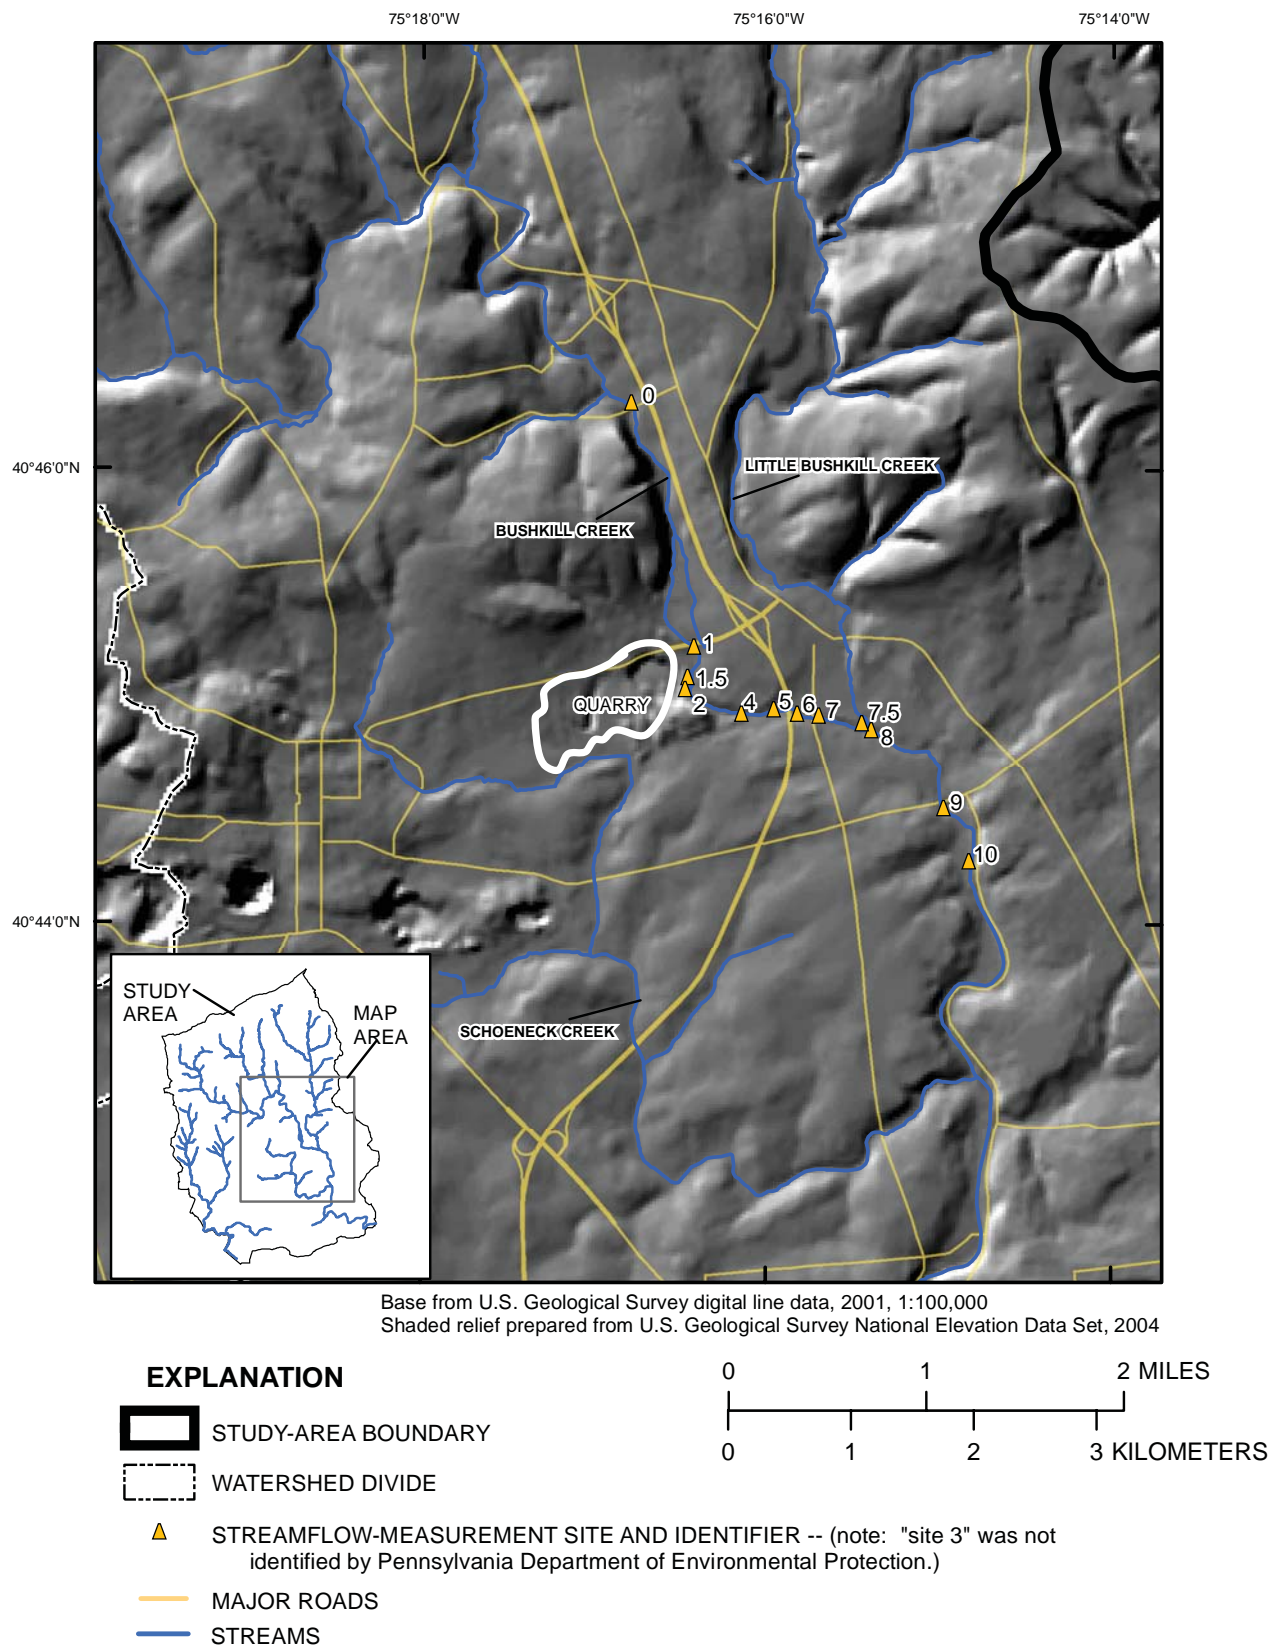 75°18'0"W 75°16'0"W 75°14'0"W
0
40°46'0"N
LITTLE BUSHKILL CREEK
BUSHKILL CREEK
1
1.5
QUARRY
2
4
5
6
7
7.5
8
9
10
40°44'0"N
STUDY
AREA
MAP
AREA
SCHOENECK CREEK
Base from U.S. Geological Survey digital line data, 2001, 1:100,000
Shaded relief prepared from U.S. Geological Survey National Elevation Data Set, 2004
EXPLANATION
STUDY-AREA BOUNDARY
WATERSHED DIVIDE
STREAMFLOW-MEASUREMENT SITE AND IDENTIFIER -- (note: "site 3" was not
identified by Pennsylvania Department of Environmental Protection.)
MAJOR ROADS
STREAMS
0 1 2 MILES
0 1 2 3 KILOMETERS